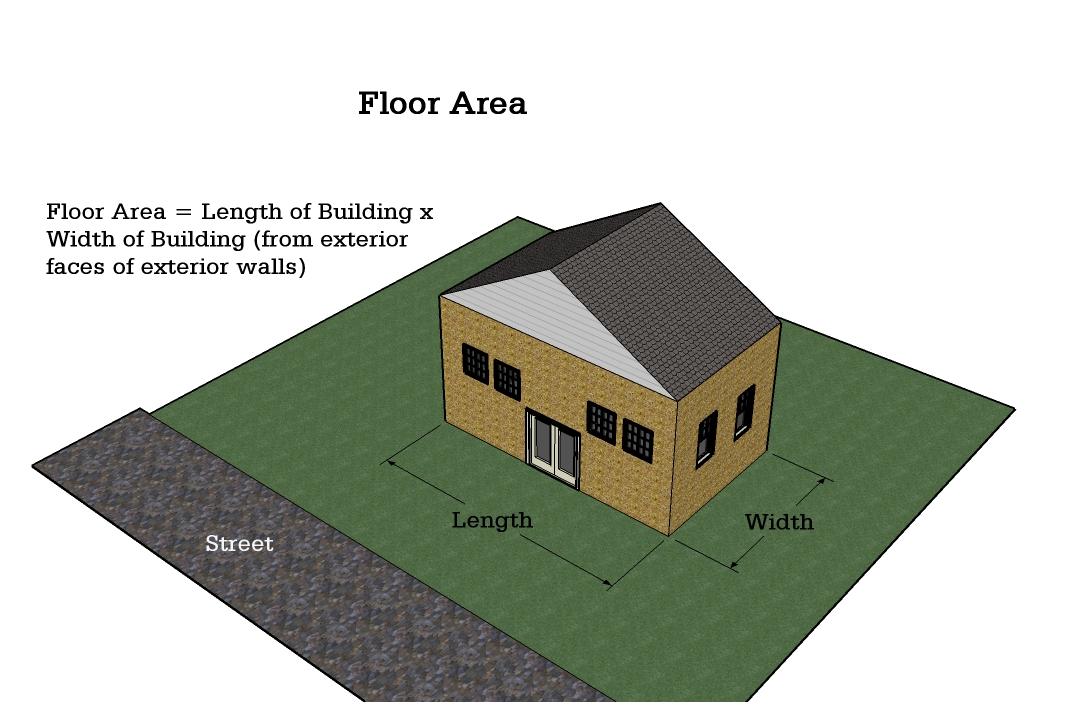 Floor Area
Floor Area = Length of Building x
Width of Building (from exterior
faces of exterior walls)
Length
Width
Street